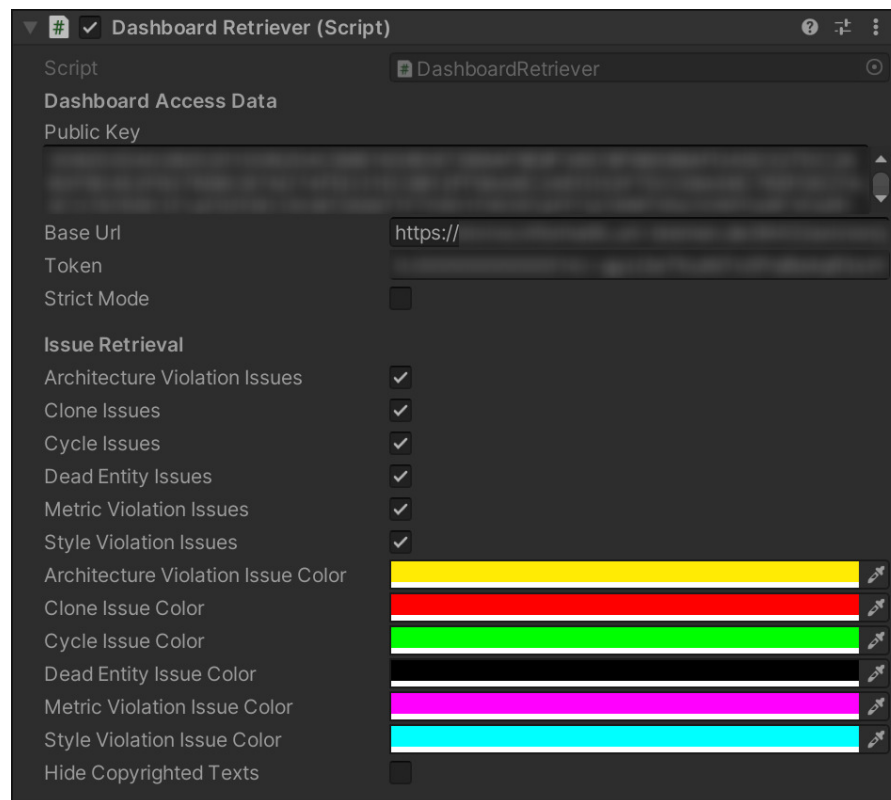 Dashboard Retriever (Script)
Script DashboardRetriever
Dashboard Access Data
Public Key
Base Url https://
Token
Strict Mode
Issue Retrieval
Architecture Violation Issues
Clone Issues
Cycle Issues
Dead Entity Issues
Metric Violation Issues
Style Violation Issues
Architecture Violation Issue Color
Clone Issue Color
Cycle Issue Color
Dead Entity Issue Color
Metric Violation Issue Color
Style Violation Issue Color
Hide Copyrighted Texts